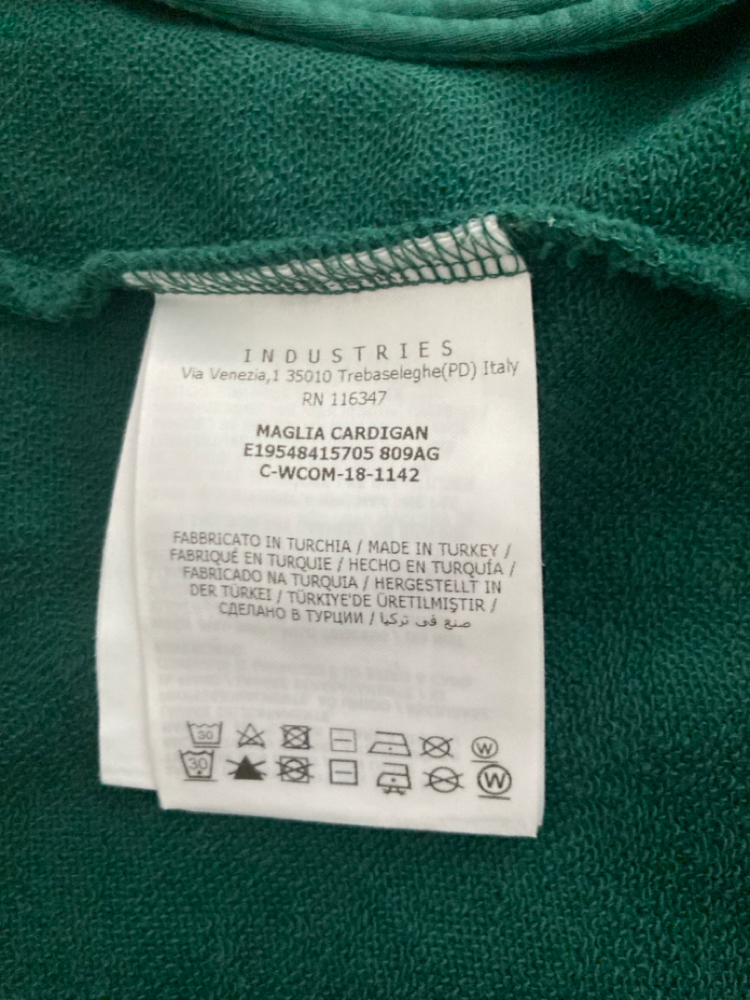 INDUSTRIES
Via Venezia,1 35010 Trebaseleghe(PD) Italy
RN 116347
MAGLIA CARDIGAN
E19548415705 809AG
C-WCOM-18-1142
FABBRICATO IN TURCHIA / MADE IN TURKEY /
FABRIQUÉ EN TURQUIE / HECHO EN TURQUÍA /
FABRICADO NA TURQUIA / HERGESTELLT IN
DER TÜRKEI / TÜRKIYE'DE ÜRETILMIŞTIR /
СДЕЛАНО В ТУРЦИИ / صنع في تركيا
30 W
30 W